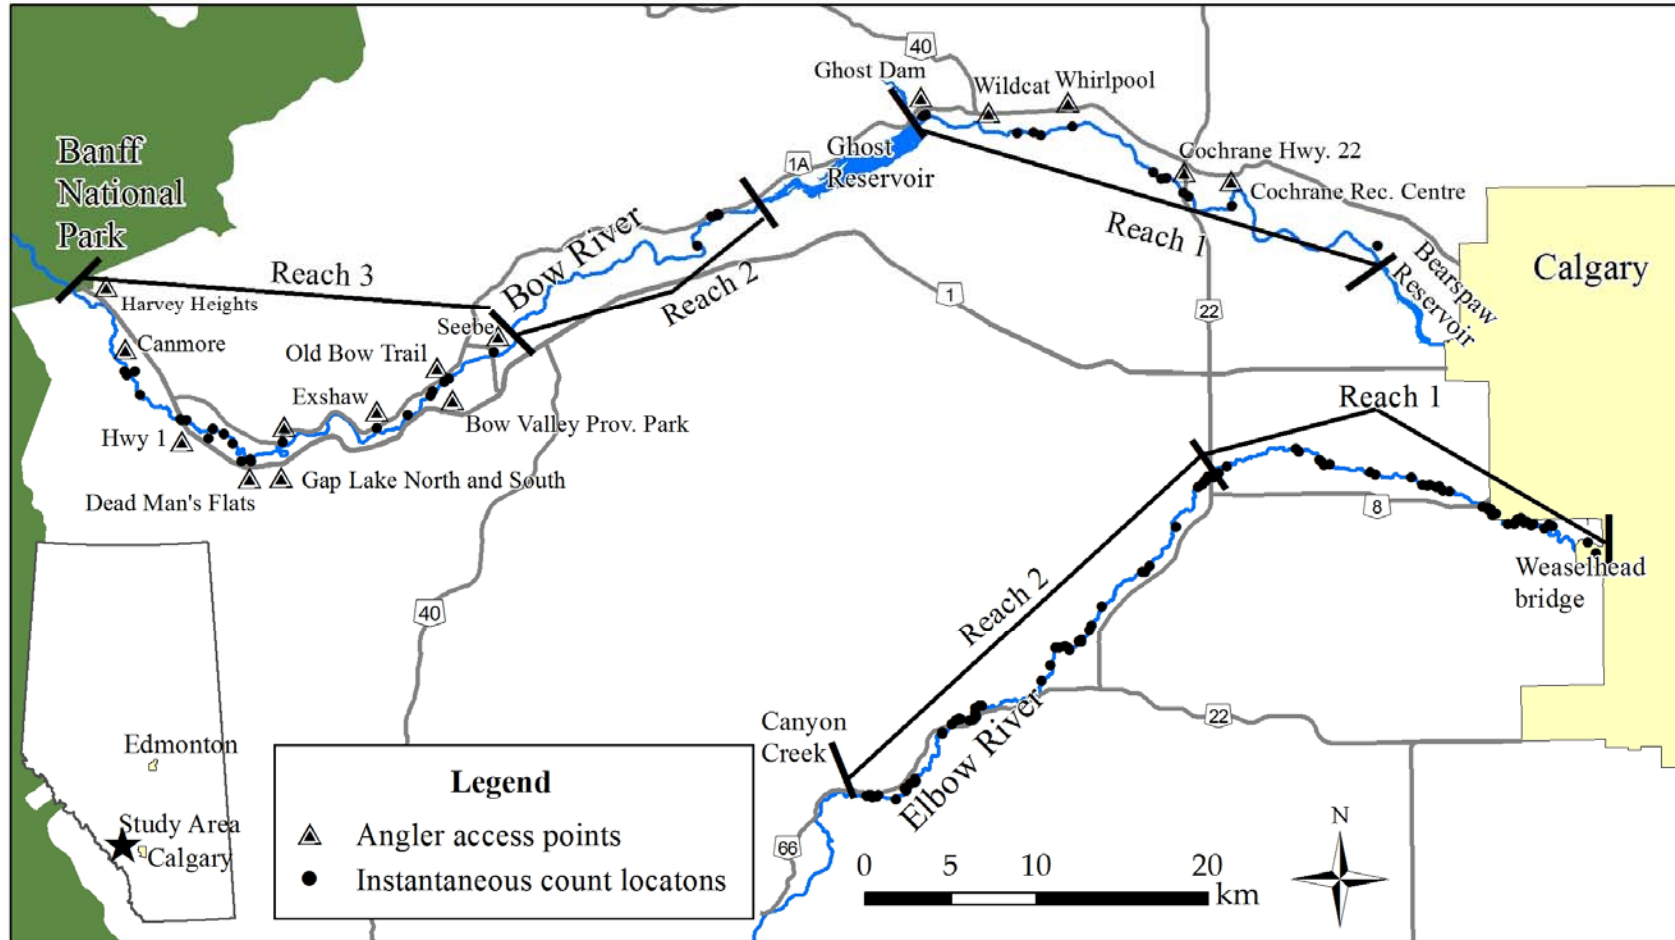 40
Ghost Dam
Wildcat
Whirlpool
Banff
National
Park
1A
Ghost
Reservoir
Cochrane Hwy. 22
Cochrane Rec. Centre
Reach 1
Bearspaw
Reservoir
Calgary
Reach 3
Bow River
Reach 2
1
22
Harvey Heights
Canmore
Seebe
Old Bow Trail
Exshaw
Hwy 1
Bow Valley Prov. Park
Gap Lake North and South
Dead Man's Flats
Reach 1
8
Weaselhead
bridge
Reach 2
40
22
Canyon
Creek
Elbow River
66
Edmonton
Study Area
Calgary
Legend
Angler access points
Instantaneous count locatons
0 5 10 20
km
N